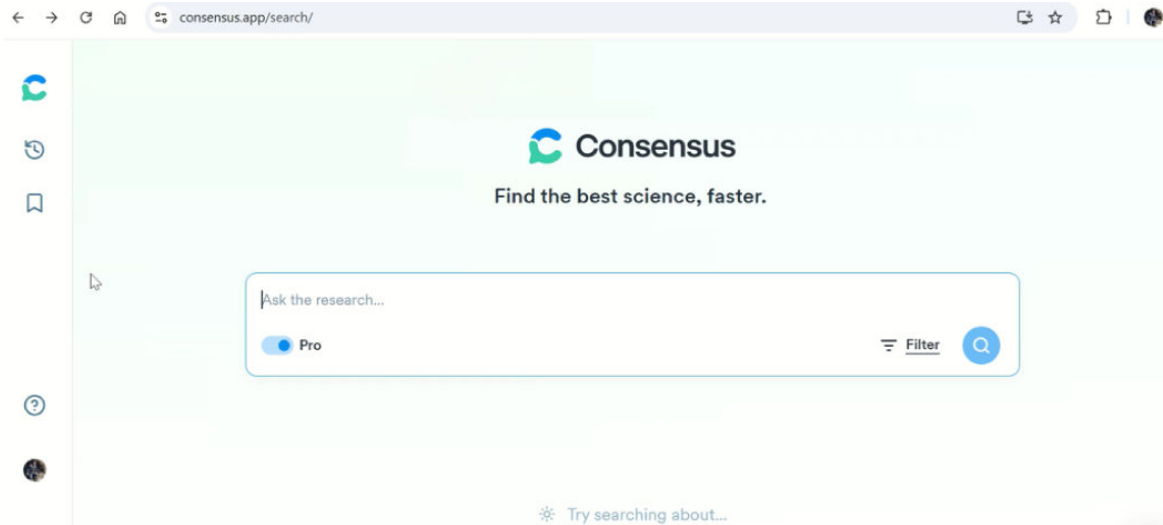 consensus.app/search/
Consensus
Find the best science, faster.
Ask the research...
Pro
Filter
Try searching about...